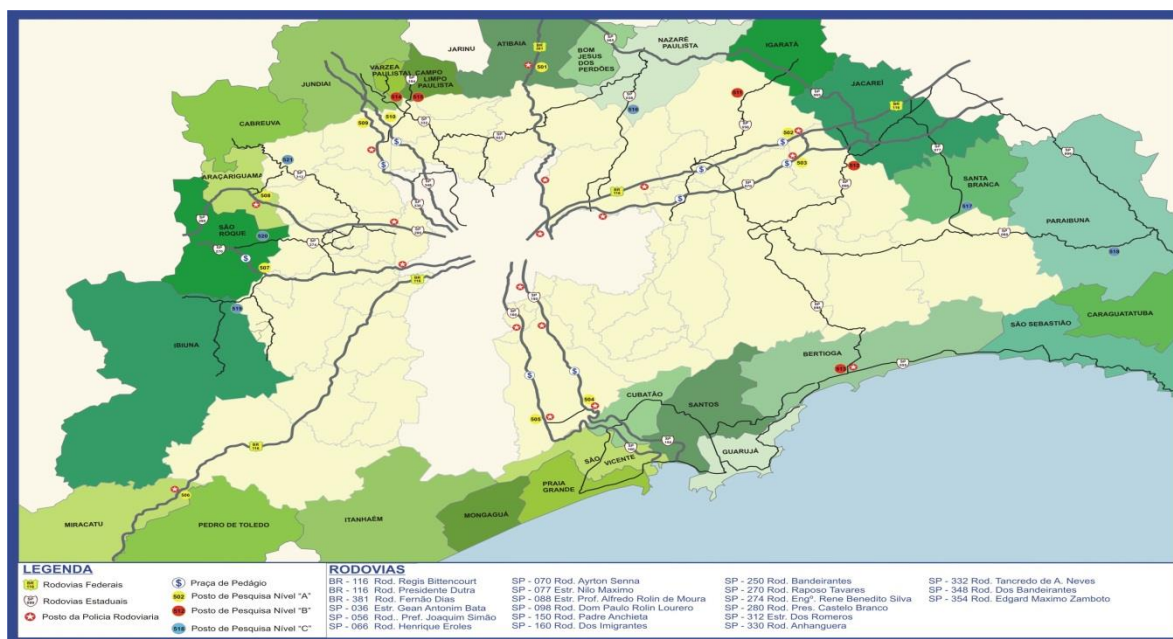 JARINU
ATIBAIA
BOM
JESUS
DOS
PERDÕES
NAZARÉ
PAULISTA
IGARATÁ
JACAREÍ
JUNDIAI
VARZEA
PAULISTA
CAMPO
LIMPO
PAULISTA
CABREUVA
ARAÇARIGUAMA
SÃO
ROQUE
IBIUNA
SANTA
BRANCA
PARAIBUNA
CARAGUATATUBA
SÃO SEBASTIÃO
BERTIOGA
CUBATÃO
SANTOS
GUARUJÁ
SÃO
VICENTE
PRAIA
GRANDE
MONGAGUÁ
ITANHAÉM
PEDRO DE TOLEDO
MIRACATU
501
502
503
504
505
507
509
517
LEGENDA
Rodovias Federais
Rodovias Estaduais
Posto da Policia Rodoviaria
Praça de Pedágio
Posto de Pesquisa Nível "A"
Posto de Pesquisa Nível "B"
Posto de Pesquisa Nível "C"
RODOVIAS
BR - 116 Rod. Regis Bittencourt
BR - 116 Rod. Presidente Dutra
BR - 381 Rod. Fernão Dias
SP - 036 Estr. Gean Antonim Bata
SP - 056 Rod.. Pref. Joaquim Simão
SP - 066 Rod. Henrique Eroles
SP - 070 Rod. Ayrton Senna
SP - 077 Estr. Nilo Maximo
SP - 088 Estr. Prof. Alfredo Rolin de Moura
SP - 098 Rod. Dom Paulo Rolin Lourero
SP - 150 Rod. Padre Anchieta
SP - 160 Rod. Dos Imigrantes
SP - 250 Rod. Bandeirantes
SP - 270 Rod. Raposo Tavares
SP - 274 Rod. Engº. Rene Benedito Silva
SP - 280 Rod. Pres. Castelo Branco
SP - 312 Estr. Dos Romeros
SP - 330 Rod. Anhanguera
SP - 332 Rod. Tancredo de A. Neves
SP - 348 Rod. Dos Bandeirantes
SP - 354 Rod. Edgard Maximo Zamboto